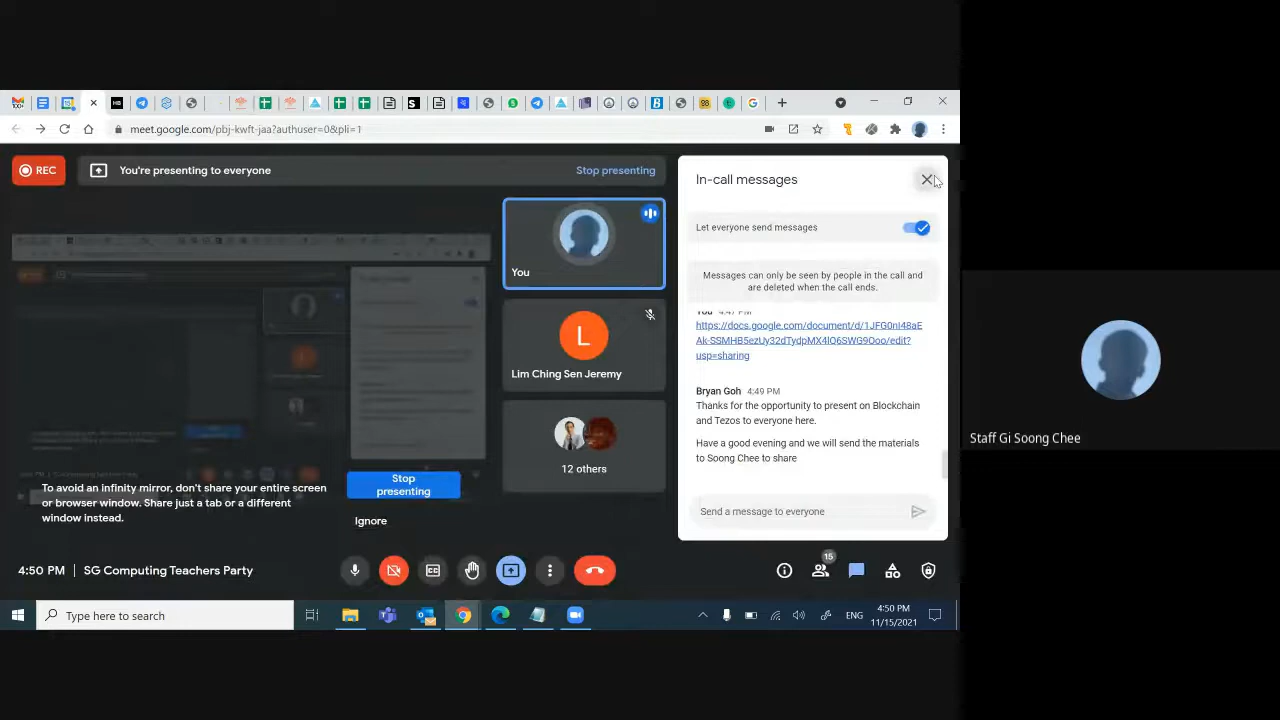 meet.google.com/pbj-kwft-jaa?authuser=0&pli=1
REC
You're presenting to everyone
Stop presenting
You
L
Lim Ching Sen Jeremy
12 others
To avoid an infinity mirror, don't share your entire screen
or browser window. Share just a tab or a different
window instead.
Stop
presenting
Ignore
In-call messages
Let everyone send messages
Messages can only be seen by people in the call and
are deleted when the call ends.
You 4:47 PM
https://docs.google.com/document/d/1JFG0nI48aE
Ak-SSMHB5ezUy32dTydpMX4lO6SWG9Ooo/edit?
usp=sharing
Bryan Goh 4:49 PM
Thanks for the opportunity to present on Blockchain
and Tezos to everyone here.
Have a good evening and we will send the materials
to Soong Chee to share
Send a message to everyone
4:50 PM | SG Computing Teachers Party
15
Type here to search
ENG
4:50 PM
11/15/2021
Staff Gi Soong Chee